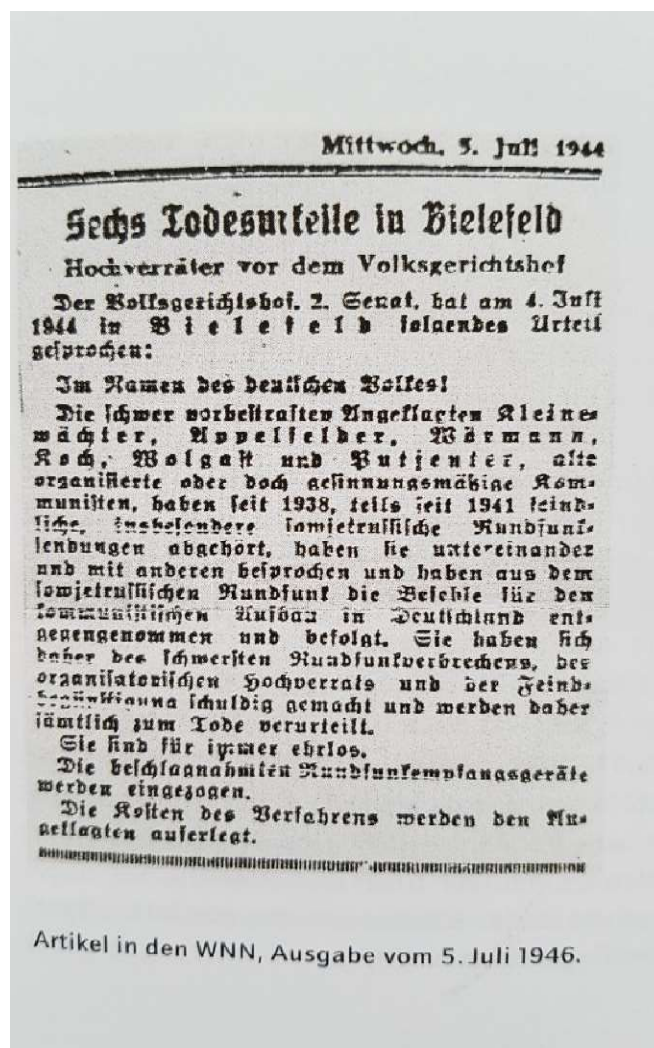 Mittwoch, 5. Juli 1944
Sechs Todesurteile in Bielefeld
Hochverräter vor dem Volksgerichtshof
Der Volksgerichtshof, 2. Senat, hat am 4. Juli
1944 in Bielefeld folgendes Urteil
gesprochen:
Im Namen des deutschen Volkes!
Die schwer vorbestraften Angeklagten Kleine-
wächter, Appelfelder, Wörmann,
Koch, Wolgast und Putjenter, alte
organisierte oder doch gesinnungsmäßige Kom-
munisten, haben seit 1938, teils seit 1941 feind-
liche, insbesondere sowjetrussische Rundfunk-
sendungen abgehört, haben sie untereinander
und mit anderen besprochen und haben aus dem
sowjetrussischen Rundfunk die Befehle für den
kommunistischen Aufbau in Deutschland ent-
gegengenommen und befolgt. Sie haben sich
daher des schwersten Rundfunkverbrechens, des
organisatorischen Hochverrats und der Feind-
begünstigung schuldig gemacht und werden daher
sämtlich zum Tode verurteilt.
Sie sind für immer ehrlos.
Die beschlagnahmten Rundfunkempfangsgeräte
werden eingezogen.
Die Kosten des Verfahrens werden den An-
geklagten auferlegt.
Artikel in den WNN, Ausgabe vom 5. Juli 1946.